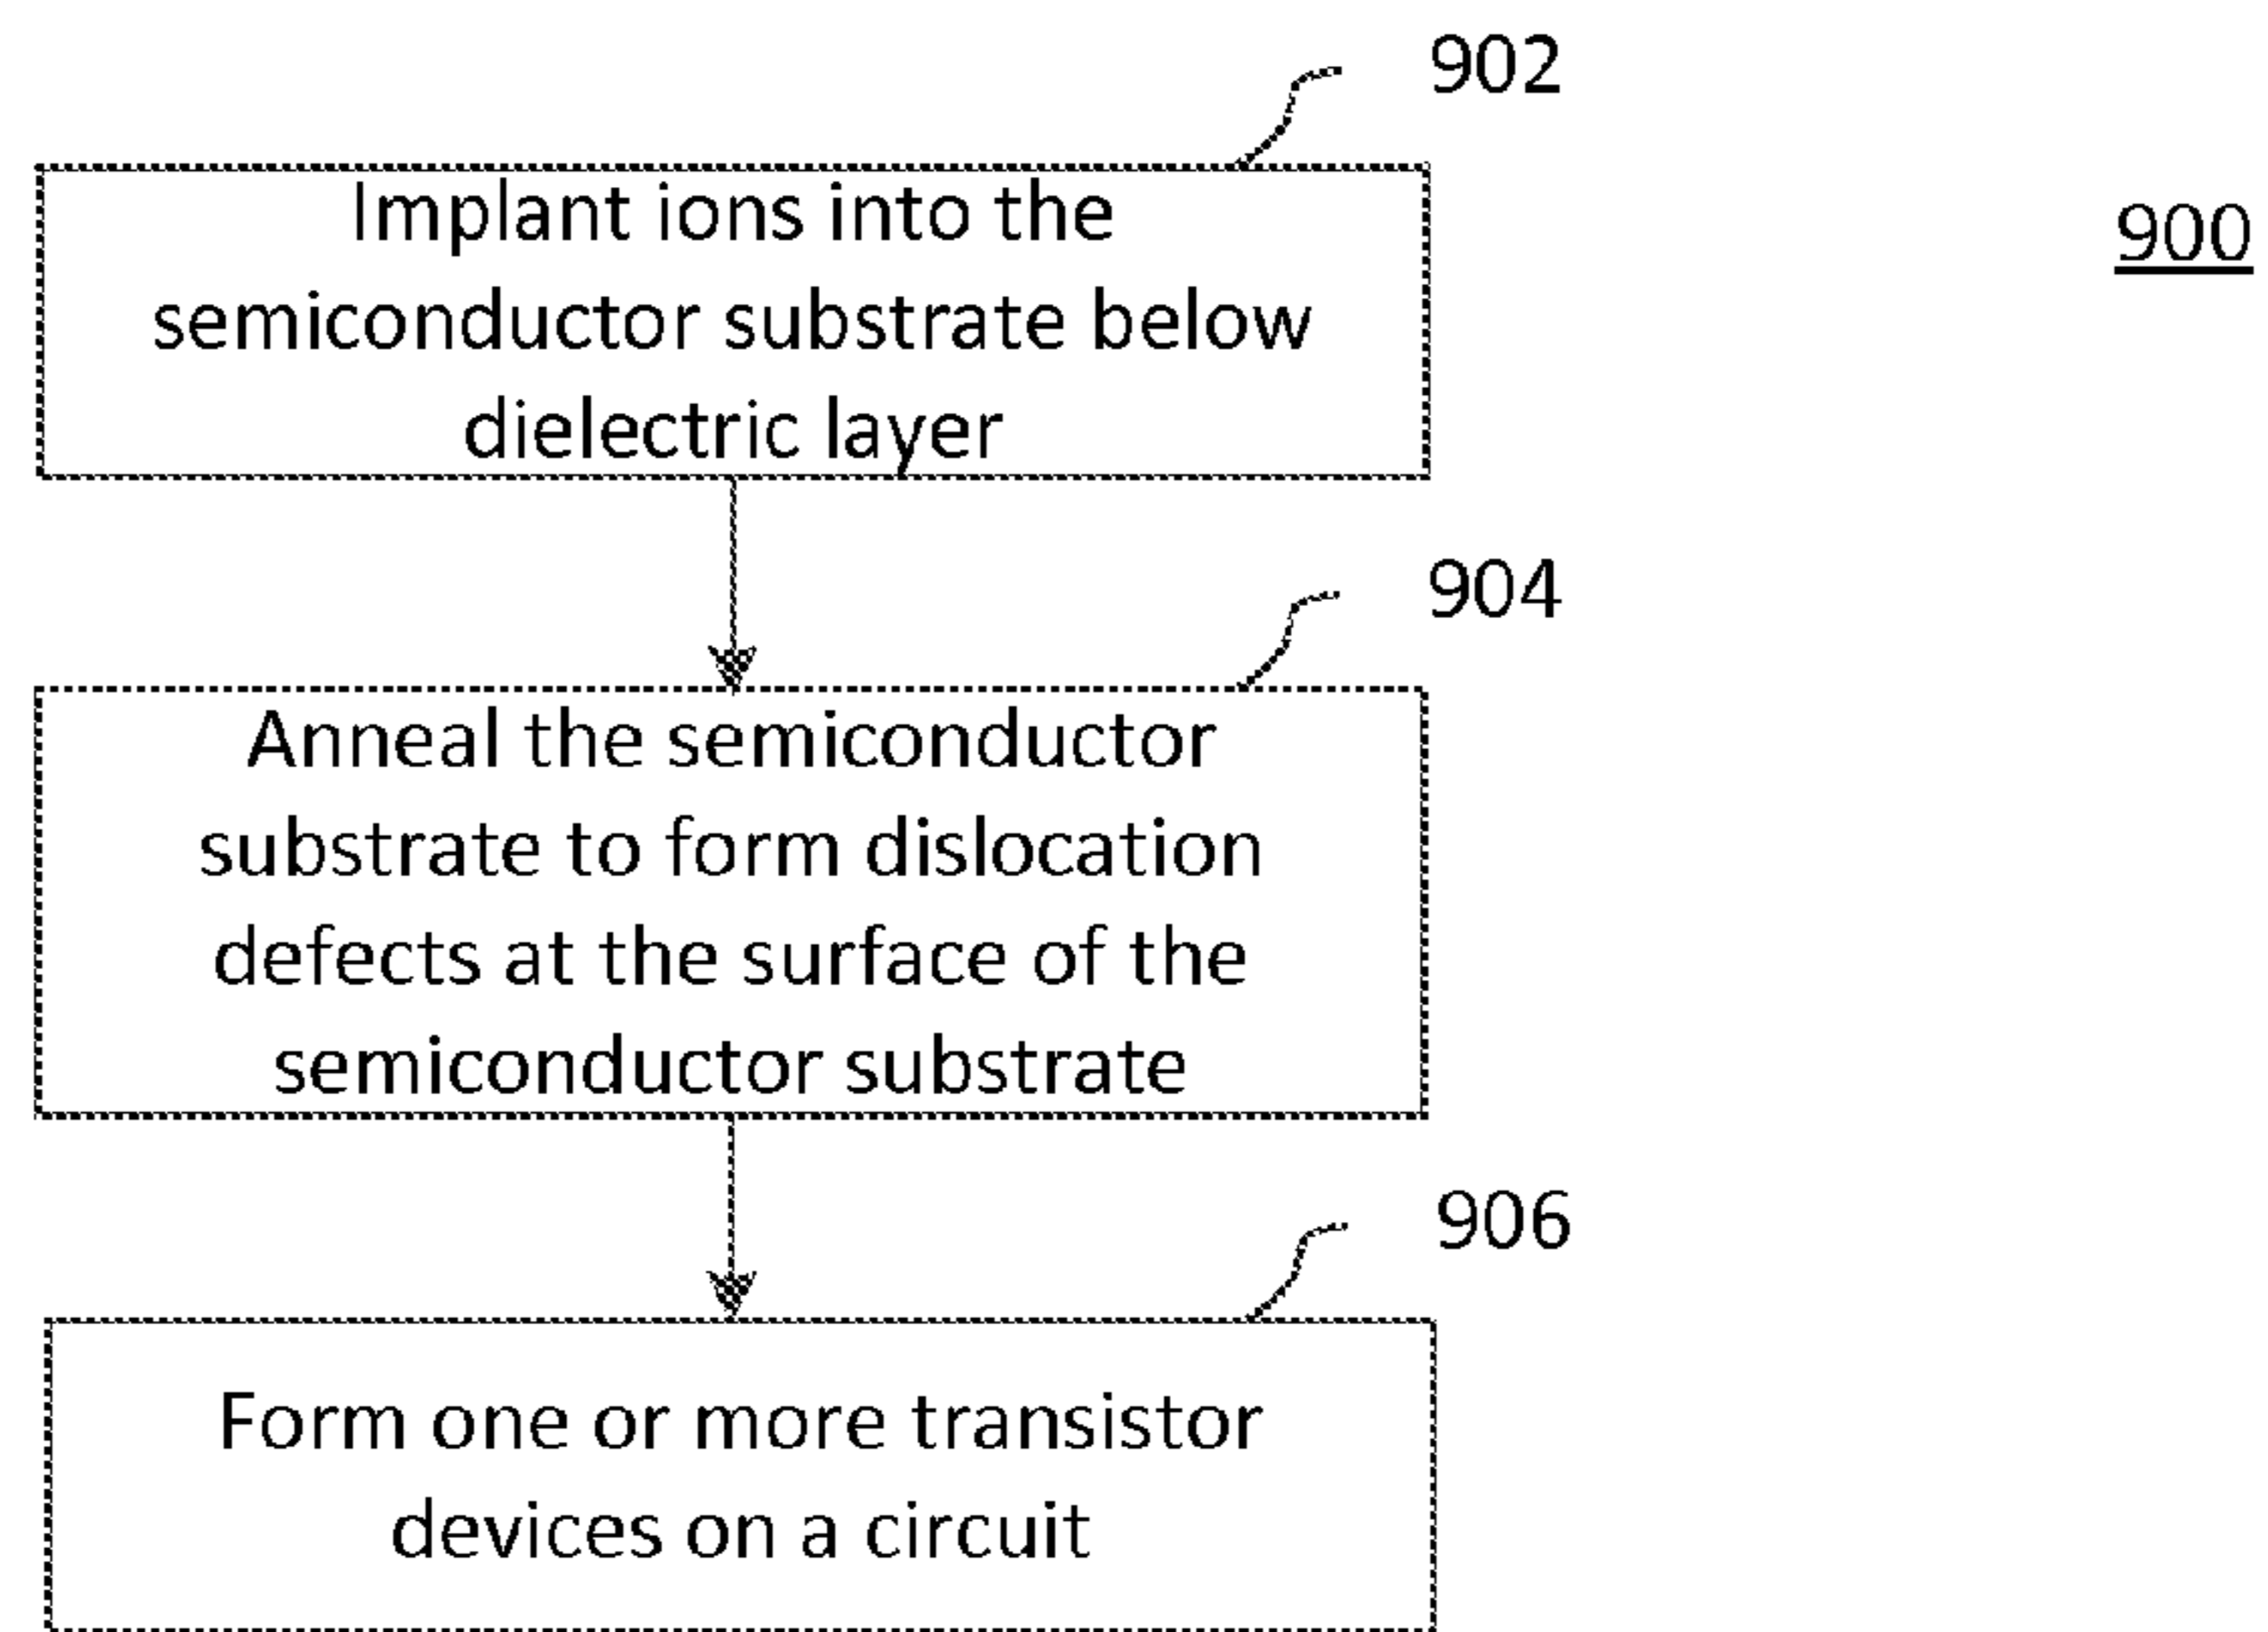 902
900
Implant ions into the
semiconductor substrate below
dielectric layer
904
Anneal the semiconductor
substrate to form dislocation
defects at the surface of the
semiconductor substrate
906
Form one or more transistor
devices on a circuit